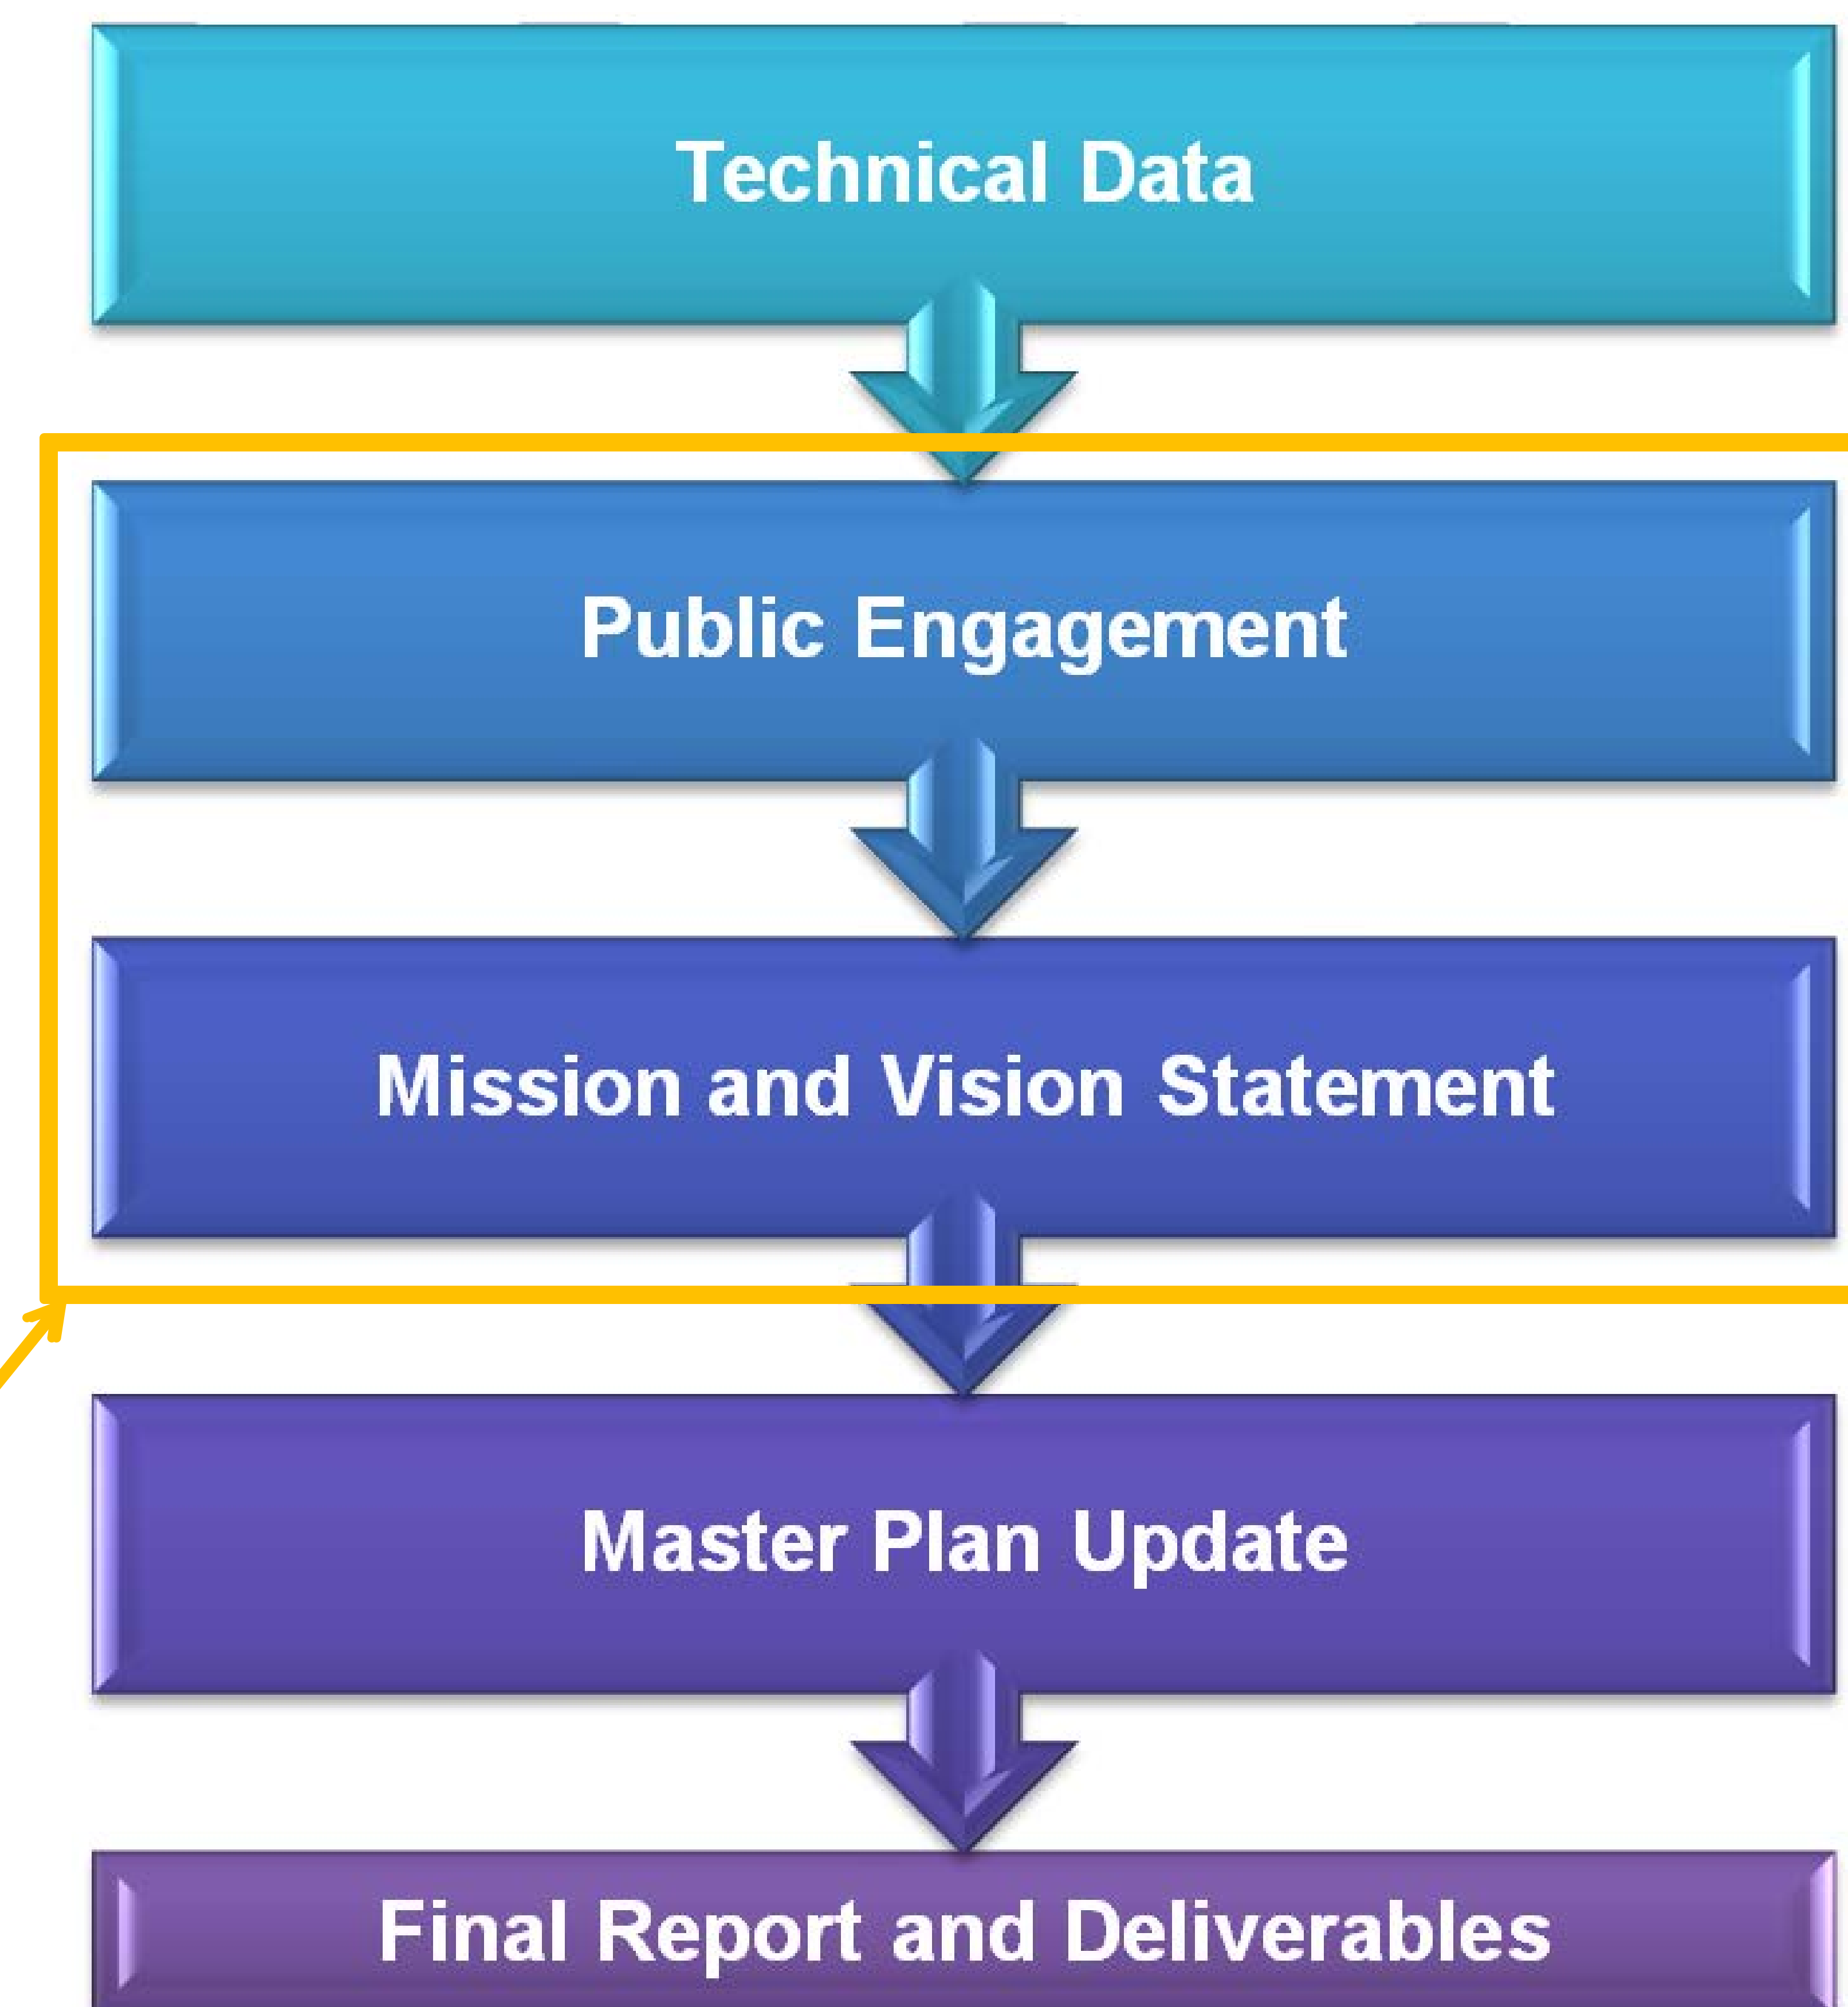 Technical Data
Public Engagement
Mission and Vision Statement
Master Plan Update
Final Report and Deliverables